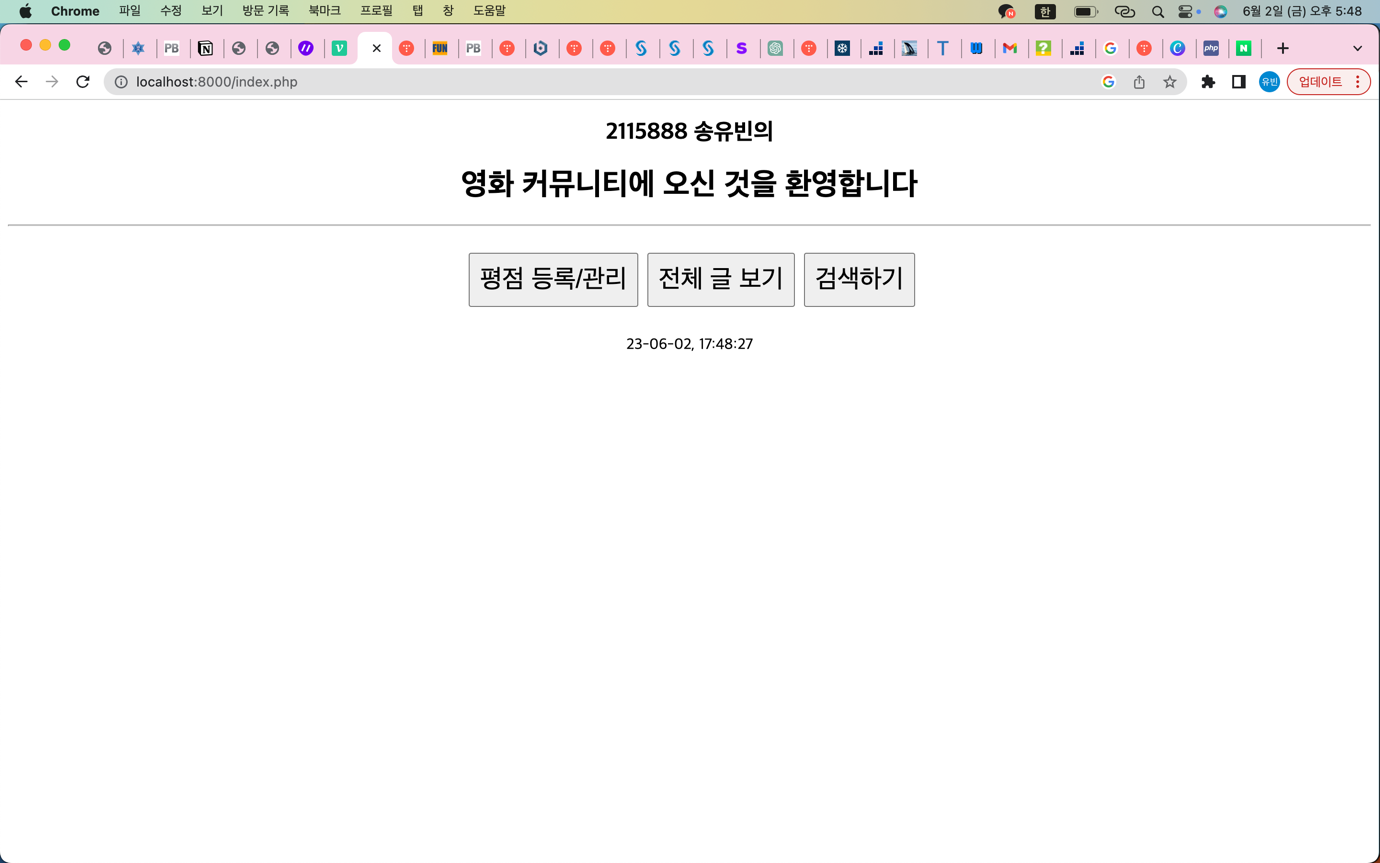 Chrome 파일 수정 보기 방문 기록 북마크 프로필 탭 창 도움말 한 6월 2일 (금) 오후 5:48
PB N FUN PB S T ? G php N
localhost:8000/index.php 유빈 업데이트
2115888 송유빈의
영화 커뮤니티에 오신 것을 환영합니다
평점 등록/관리 전체 글 보기 검색하기
23-06-02, 17:48:27